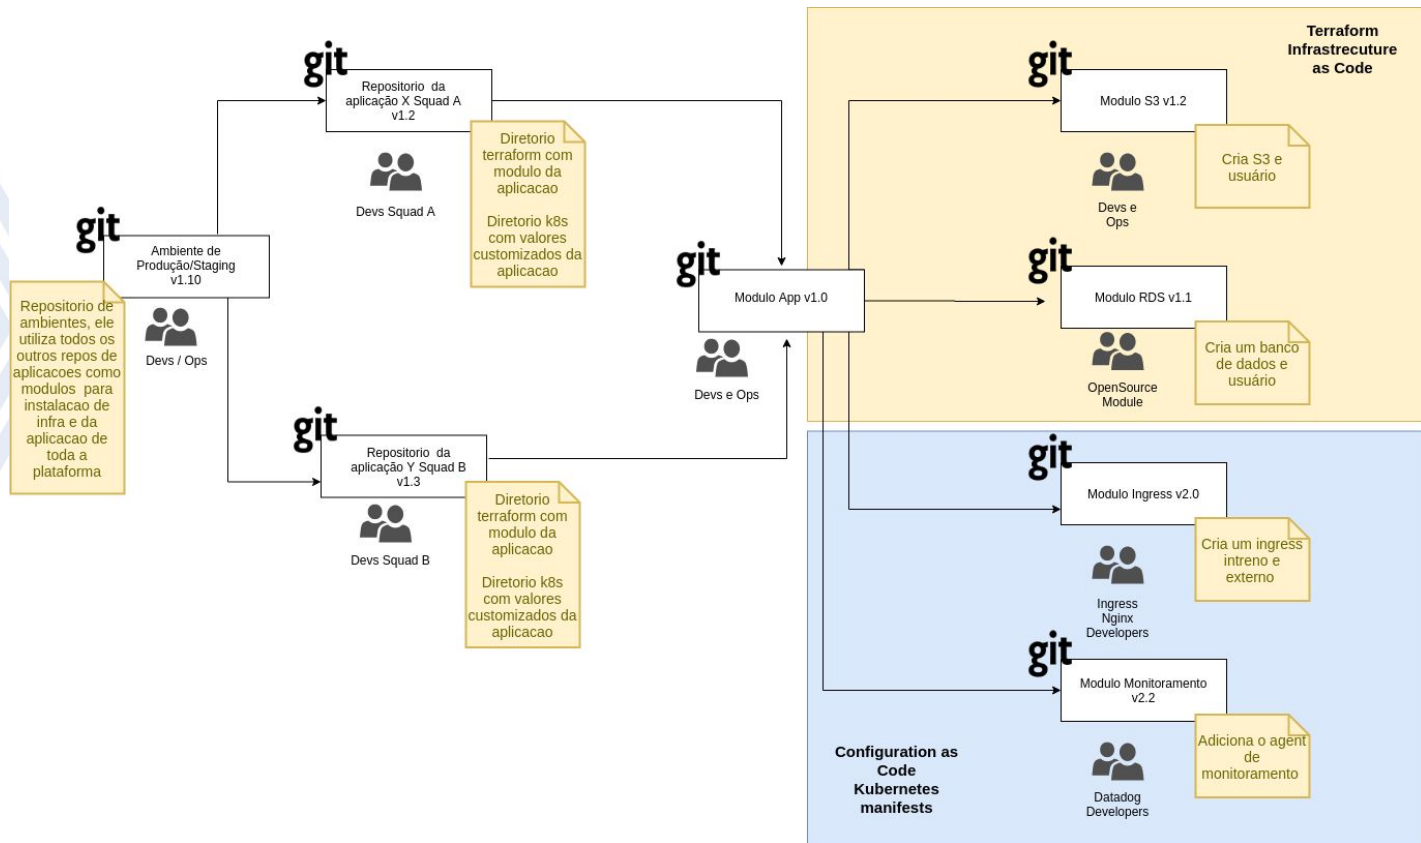 git
Repositorio da
aplicação X Squad A
v1.2
Devs Squad A
Diretorio
terraform com
modulo da
aplicacao
Diretorio k8s
com valores
customizados da
aplicacao
git
Ambiente de
Produção/Staging
v1.10
Devs / Ops
Repositorio de
ambientes, ele
utiliza todos os
outros repos de
aplicacoes como
modulos para
instalacao de
infra e da
aplicacao de
toda a
plataforma
git
Repositorio da
aplicação Y Squad B
v1.3
Devs Squad B
Diretorio
terraform com
modulo da
aplicacao
Diretorio k8s
com valores
customizados da
aplicacao
git
Modulo App v1.0
Devs e Ops
Terraform
Infrastrecuture
as Code
git
Modulo S3 v1.2
Devs e
Ops
Cria S3 e
usuário
git
Modulo RDS v1.1
OpenSource
Module
Cria um banco
de dados e
usuário
git
Modulo Ingress v2.0
Ingress
Nginx
Developers
Cria um ingress
intreno e
externo
git
Modulo Monitoramento
v2.2
Datadog
Developers
Adiciona o agent
de
monitoramento
Configuration as
Code
Kubernetes
manifests